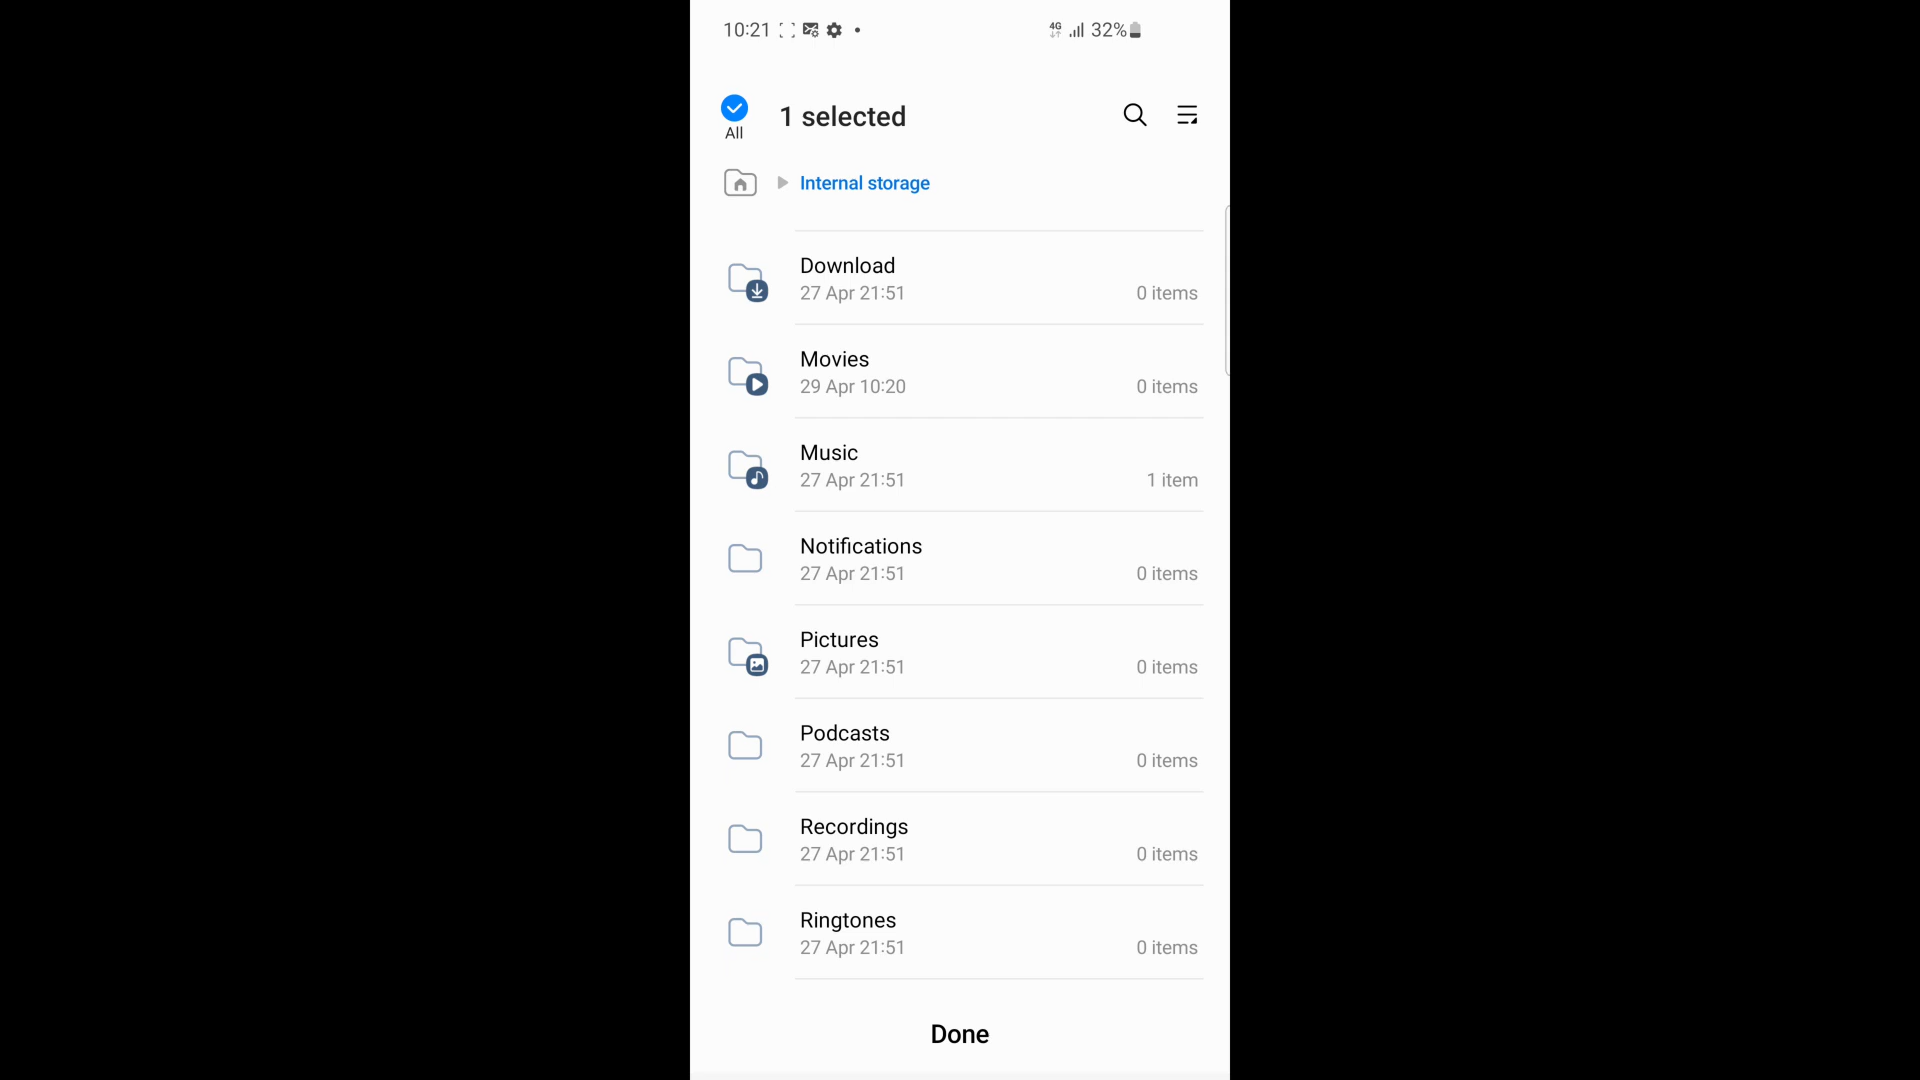 10:21
4G 32%
All
1 selected
Internal storage
Download
27 Apr 21:51 0 items
Movies
29 Apr 10:20 0 items
Music
27 Apr 21:51 1 item
Notifications
27 Apr 21:51 0 items
Pictures
27 Apr 21:51 0 items
Podcasts
27 Apr 21:51 0 items
Recordings
27 Apr 21:51 0 items
Ringtones
27 Apr 21:51 0 items
Done